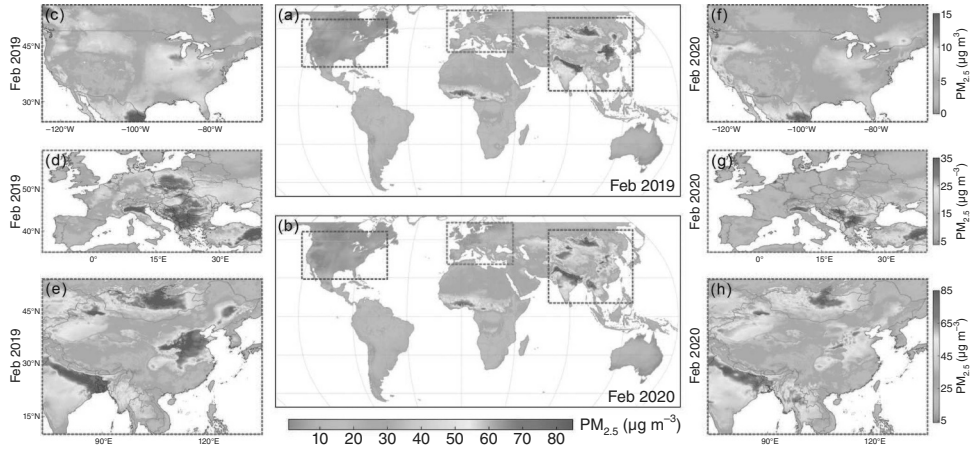 (c)
Feb 2019
45°N
30°N
−120°W
−100°W
−80°W
(d)
Feb 2019
50°N
40°N
0°
15°E
30°E
(e)
Feb 2019
45°N
30°N
15°N
90°E
120°E
(a)
Feb 2019
(b)
Feb 2020
10 20 30 40 50 60 70 80
PM2.5 (μg m−3)
(f)
Feb 2020
−120°W
−100°W
−80°W
15
10
5
0
PM2.5 (μg m3)
(g)
Feb 2020
0°
15°E
30°E
35
25
15
5
PM2.5 (μg m−3)
(h)
Feb 2020
90°E
120°E
85
65
45
25
5
PM2.5 (μg m−3)